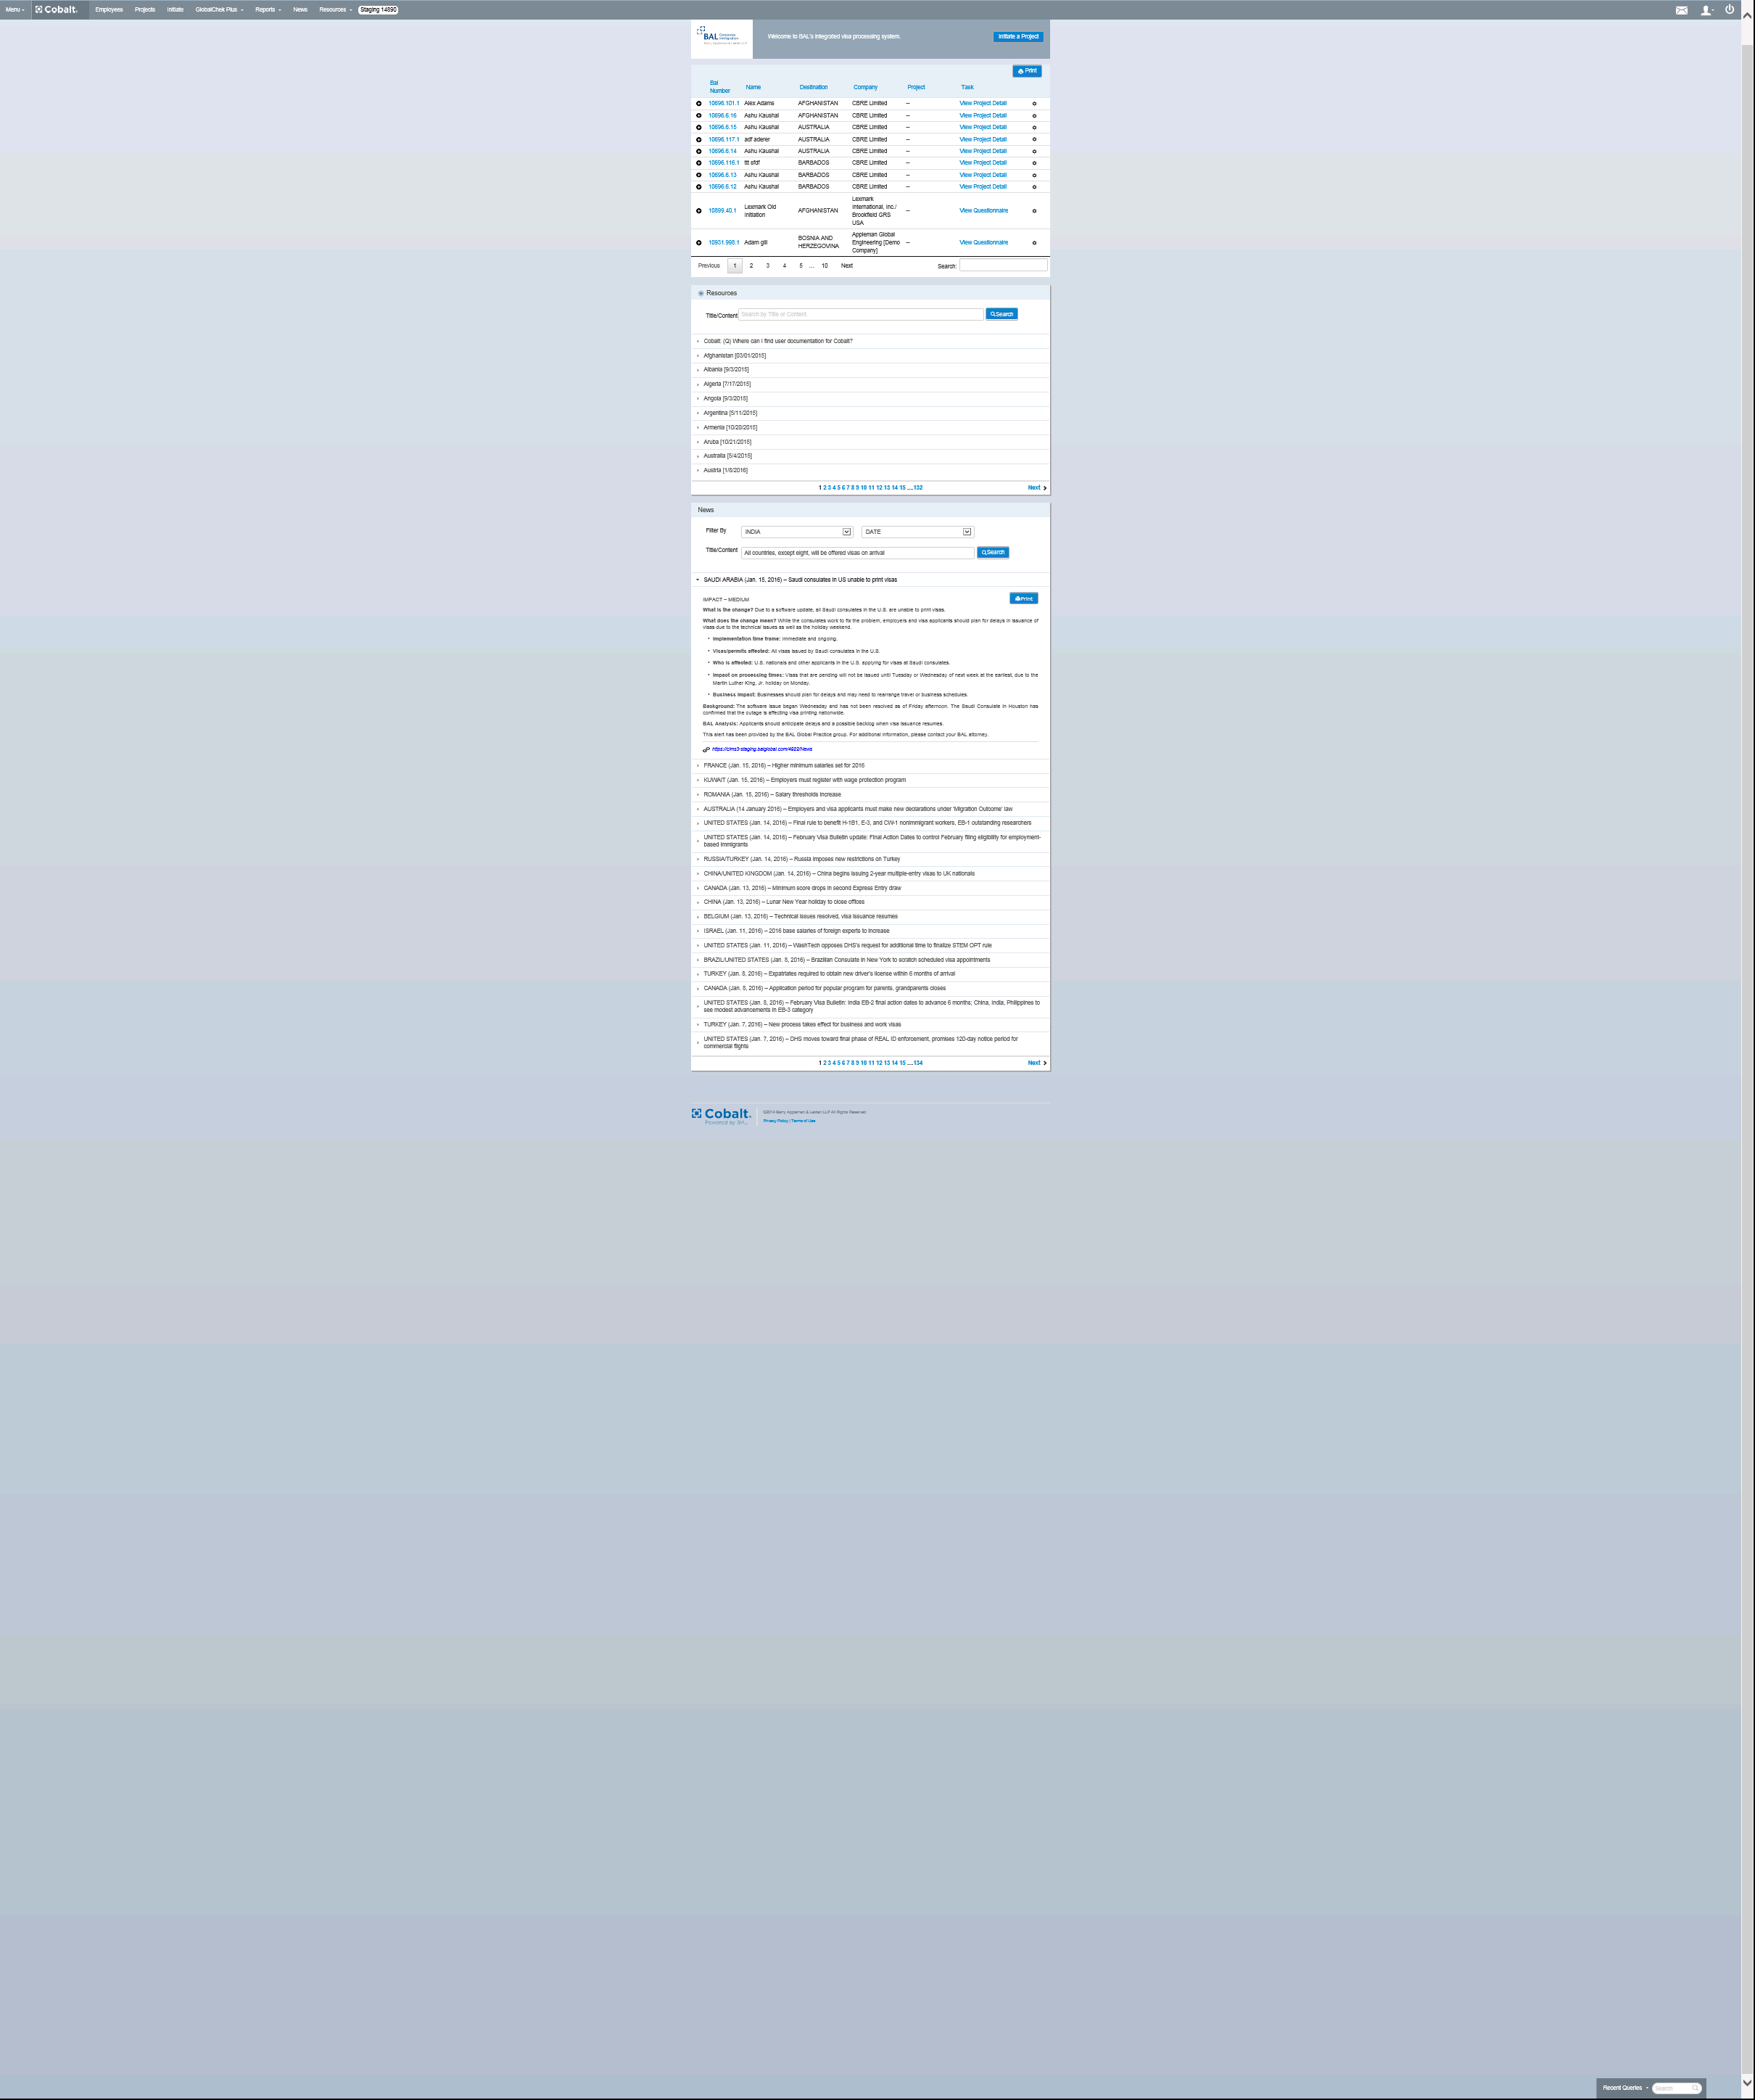 Menu
Cobalt.
Employees
Projects
Initiate
GlobalChek Plus
Reports
News
Resources
Staging 14890
BAL Corporate Immigration
Welcome to BAL's integrated visa processing system.
Initiate a Project
Print
Bal Number Name Destination Company Project Task
10696.101.1 Alex Adams AFGHANISTAN CBRE Limited -- View Project Detail
10696.6.16 Ashu Kaushal AFGHANISTAN CBRE Limited -- View Project Detail
10696.6.15 Ashu Kaushal AUSTRALIA CBRE Limited -- View Project Detail
10696.117.1 adf aderer AUSTRALIA CBRE Limited -- View Project Detail
10696.6.14 Ashu Kaushal AUSTRALIA CBRE Limited -- View Project Detail
10696.116.1 ttt sfdf BARBADOS CBRE Limited -- View Project Detail
10696.6.13 Ashu Kaushal BARBADOS CBRE Limited -- View Project Detail
10696.6.12 Ashu Kaushal BARBADOS CBRE Limited -- View Project Detail
10899.40.1 Lexmark Old Initiation AFGHANISTAN Lexmark International, Inc./ Brookfield GRS USA -- View Questionnaire
10931.998.1 Adam gill BOSNIA AND HERZEGOVINA Appleman Global Engineering [Demo Company] -- View Questionnaire
Previous 1 2 3 4 5 ... 10 Next Search:
Resources
Title/Content Search by Title or Content Search
Cobalt: (Q) Where can I find user documentation for Cobalt?
Afghanistan [03/01/2015]
Albania [9/3/2015]
Algeria [7/17/2015]
Angola [9/3/2015]
Argentina [5/11/2015]
Armenia [10/20/2015]
Aruba [10/21/2015]
Australia [5/4/2015]
Austria [1/8/2016]
1 2 3 4 5 6 7 8 9 10 11 12 13 14 15 ....132 Next
News
Filter By INDIA DATE
Title/Content All countries, except eight, will be offered visas on arrival Search
SAUDI ARABIA (Jan. 15, 2016) – Saudi consulates in US unable to print visas
Print
IMPACT – MEDIUM
What is the change? Due to a software update, all Saudi consulates in the U.S. are unable to print visas.
What does the change mean? While the consulates work to fix the problem, employers and visa applicants should plan for delays in issuance of
visas due to the technical issues as well as the holiday weekend.
• Implementation time frame: Immediate and ongoing.
• Visas/permits affected: All visas issued by Saudi consulates in the U.S.
• Who is affected: U.S. nationals and other applicants in the U.S. applying for visas at Saudi consulates.
• Impact on processing times: Visas that are pending will not be issued until Tuesday or Wednesday of next week at the earliest, due to the
Martin Luther King, Jr. holiday on Monday.
• Business impact: Businesses should plan for delays and may need to rearrange travel or business schedules.
Background: The software issue began Wednesday and has not been resolved as of Friday afternoon. The Saudi Consulate in Houston has
confirmed that the outage is affecting visa printing nationwide.
BAL Analysis: Applicants should anticipate delays and a possible backlog when visa issuance resumes.
This alert has been provided by the BAL Global Practice group. For additional information, please contact your BAL attorney.
https://clms3-staging.balglobal.com/4922/News
FRANCE (Jan. 15, 2016) – Higher minimum salaries set for 2016
KUWAIT (Jan. 15, 2016) – Employers must register with wage protection program
ROMANIA (Jan. 15, 2016) – Salary thresholds increase
AUSTRALIA (14 January 2016) – Employers and visa applicants must make new declarations under 'Migration Outcome' law
UNITED STATES (Jan. 14, 2016) – Final rule to benefit H-1B1, E-3, and CW-1 nonimmigrant workers, EB-1 outstanding researchers
UNITED STATES (Jan. 14, 2016) – February Visa Bulletin update: Final Action Dates to control February filing eligibility for employment-
based immigrants
RUSSIA/TURKEY (Jan. 14, 2016) – Russia imposes new restrictions on Turkey
CHINA/UNITED KINGDOM (Jan. 14, 2016) – China begins issuing 2-year multiple-entry visas to UK nationals
CANADA (Jan. 13, 2016) – Minimum score drops in second Express Entry draw
CHINA (Jan. 13, 2016) – Lunar New Year holiday to close offices
BELGIUM (Jan. 13, 2016) – Technical issues resolved, visa issuance resumes
ISRAEL (Jan. 11, 2016) – 2016 base salaries of foreign experts to increase
UNITED STATES (Jan. 11, 2016) – WashTech opposes DHS's request for additional time to finalize STEM OPT rule
BRAZIL/UNITED STATES (Jan. 8, 2016) – Brazilian Consulate in New York to scratch scheduled visa appointments
TURKEY (Jan. 8, 2016) – Expatriates required to obtain new driver's license within 6 months of arrival
CANADA (Jan. 8, 2016) – Application period for popular program for parents, grandparents closes
UNITED STATES (Jan. 8, 2016) – February Visa Bulletin: India EB-2 final action dates to advance 6 months; China, India, Philippines to
see modest advancements in EB-3 category
TURKEY (Jan. 7, 2016) – New process takes effect for business and work visas
UNITED STATES (Jan. 7, 2016) – DHS moves toward final phase of REAL ID enforcement, promises 120-day notice period for
commercial flights
1 2 3 4 5 6 7 8 9 10 11 12 13 14 15 ....134 Next
Cobalt.
Powered by BAL
©2014 Berry Appleman & Leiden LLP All Rights Reserved
Privacy Policy | Terms of Use
Recent Queries
Search